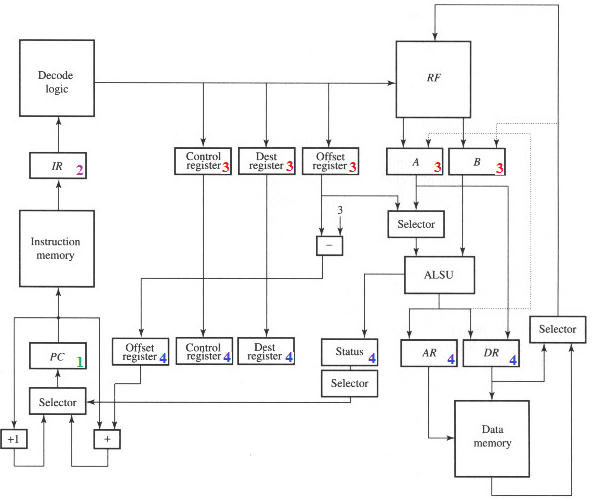 Decode
logic
RF
IR 2
Control
register 3
Dest
register 3
Offset
register 3
A 3
B 3
Instruction
memory
3
Selector
−
ALSU
PC 1
Offset
register 4
Control
register 4
Dest
register 4
Status 4
Selector
AR 4
DR 4
Selector
Selector
+1
+
Data
memory